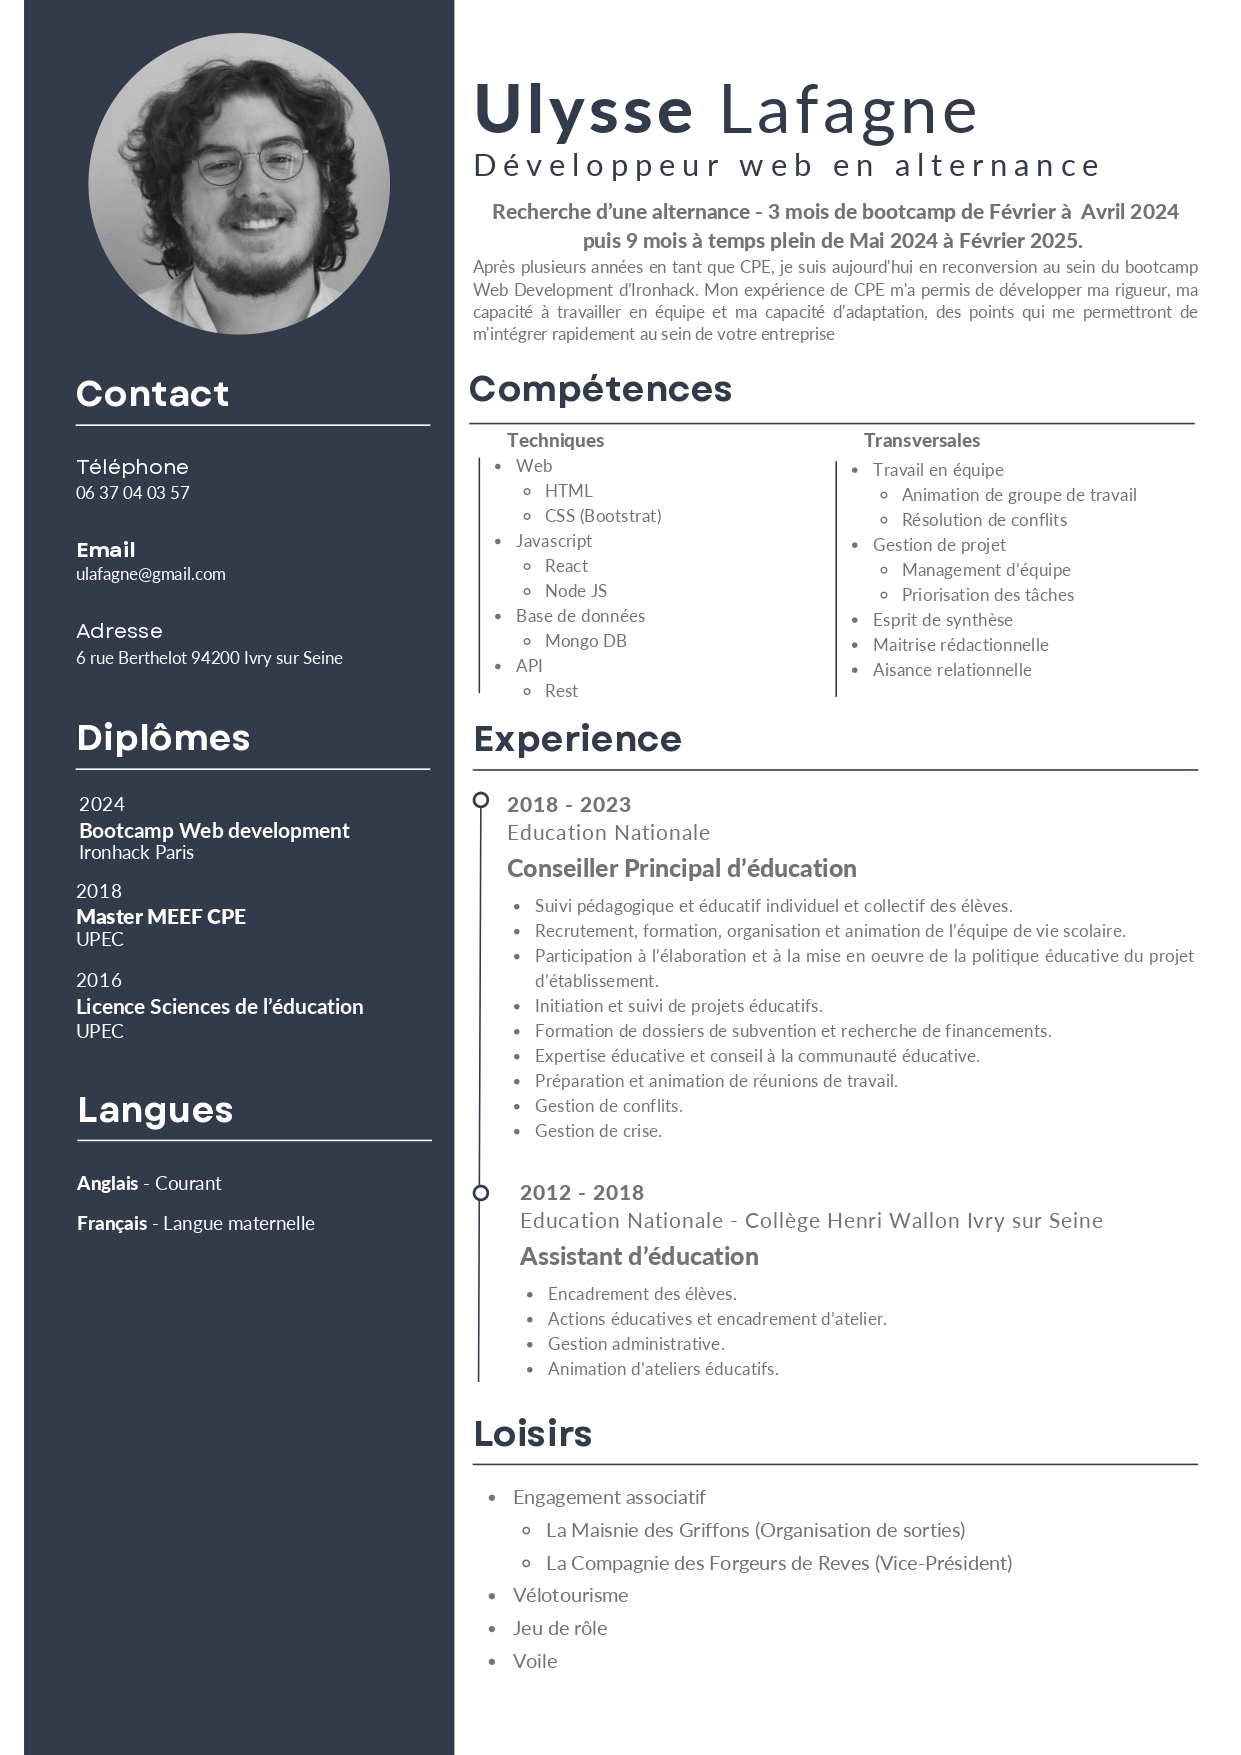 Contact
Téléphone
06 37 04 03 57
Email
ulafagne@gmail.com
Adresse
6 rue Berthelot 94200 Ivry sur Seine
Diplômes
2024
Bootcamp Web development
Ironhack Paris
2018
Master MEEF CPE
UPEC
2016
Licence Sciences de l’éducation
UPEC
Langues
Anglais - Courant
Français - Langue maternelle
Ulysse Lafagne
Développeur web en alternance
Recherche d’une alternance - 3 mois de bootcamp de Février à Avril 2024
puis 9 mois à temps plein de Mai 2024 à Février 2025.
Après plusieurs années en tant que CPE, je suis aujourd'hui en reconversion au sein du bootcamp
Web Development d’Ironhack. Mon expérience de CPE m'a permis de développer ma rigueur, ma
capacité à travailler en équipe et ma capacité d'adaptation, des points qui me permettront de
m'intégrer rapidement au sein de votre entreprise
Compétences
Techniques
• Web
◦ HTML
◦ CSS (Bootstrat)
• Javascript
◦ React
◦ Node JS
• Base de données
◦ Mongo DB
• API
◦ Rest
Transversales
• Travail en équipe
◦ Animation de groupe de travail
◦ Résolution de conflits
• Gestion de projet
◦ Management d’équipe
◦ Priorisation des tâches
• Esprit de synthèse
• Maitrise rédactionnelle
• Aisance relationnelle
Experience
2018 - 2023
Education Nationale
Conseiller Principal d’éducation
• Suivi pédagogique et éducatif individuel et collectif des élèves.
• Recrutement, formation, organisation et animation de l’équipe de vie scolaire.
• Participation à l’élaboration et à la mise en oeuvre de la politique éducative du projet
d’établissement.
• Initiation et suivi de projets éducatifs.
• Formation de dossiers de subvention et recherche de financements.
• Expertise éducative et conseil à la communauté éducative.
• Préparation et animation de réunions de travail.
• Gestion de conflits.
• Gestion de crise.
2012 - 2018
Education Nationale - Collège Henri Wallon Ivry sur Seine
Assistant d’éducation
• Encadrement des élèves.
• Actions éducatives et encadrement d’atelier.
• Gestion administrative.
• Animation d’ateliers éducatifs.
Loisirs
• Engagement associatif
◦ La Maisnie des Griffons (Organisation de sorties)
◦ La Compagnie des Forgeurs de Reves (Vice-Président)
• Vélotourisme
• Jeu de rôle
• Voile